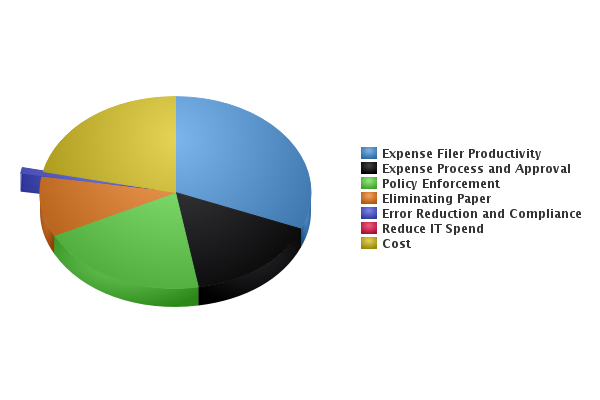 Expense Filer Productivity
Expense Process and Approval
Policy Enforcement
Eliminating Paper
Error Reduction and Compliance
Reduce IT Spend
Cost